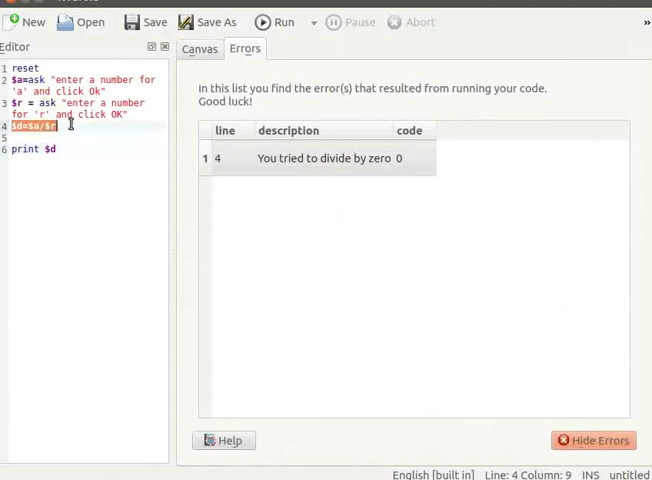 New Open Save Save As Run Pause Abort »
Editor
Canvas Errors
1 reset
2 $a=ask "enter a number for
'a' and click Ok"
3 $r = ask "enter a number
for 'r' and click OK"
4 $d=$a/$r
5
6 print $d
In this list you find the error(s) that resulted from running your code.
Good luck!
line description code
1 4 You tried to divide by zero 0
Help Hide Errors
English [built in] Line: 4 Column: 9 INS untitled